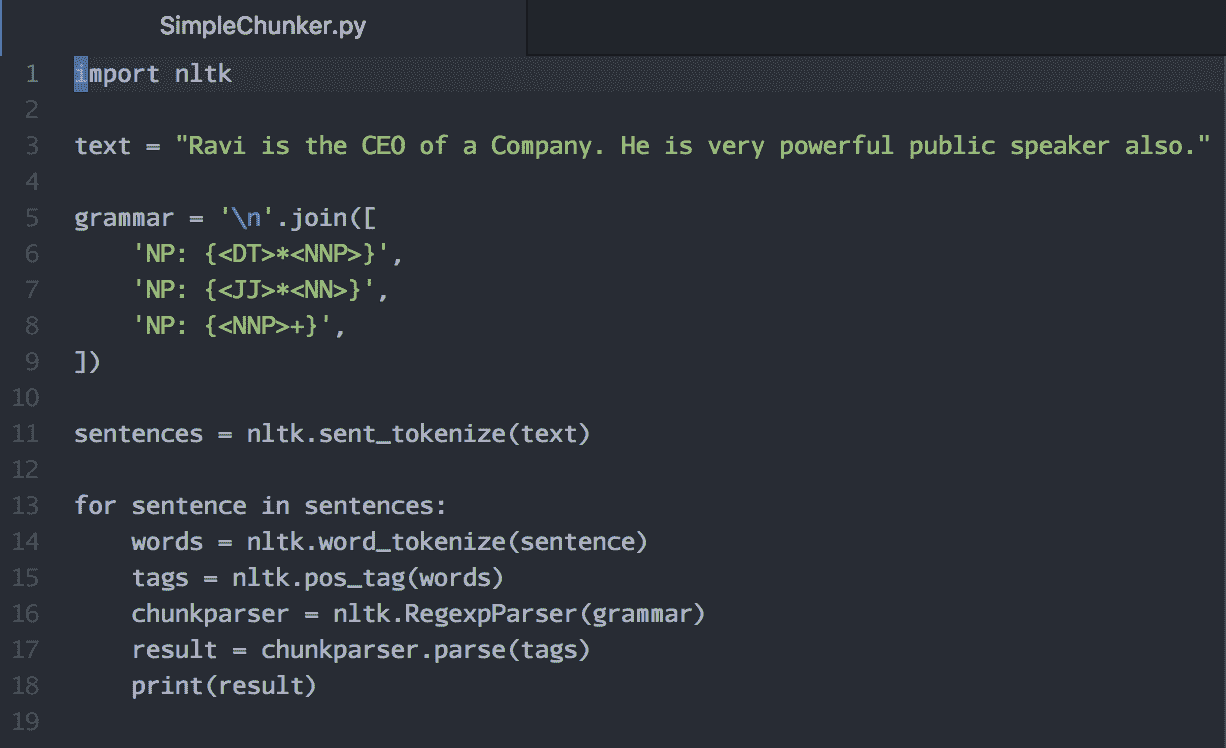 SimpleChunker.py
1 import nltk
2
3 text = "Ravi is the CEO of a Company. He is very powerful public speaker also."
4
5 grammar = '\n'.join([
6     'NP: {<DT>*<NNP>}',
7     'NP: {<JJ>*<NN>}',
8     'NP: {<NNP>+}',
9 ])
10
11 sentences = nltk.sent_tokenize(text)
12
13 for sentence in sentences:
14     words = nltk.word_tokenize(sentence)
15     tags = nltk.pos_tag(words)
16     chunkparser = nltk.RegexpParser(grammar)
17     result = chunkparser.parse(tags)
18     print(result)
19